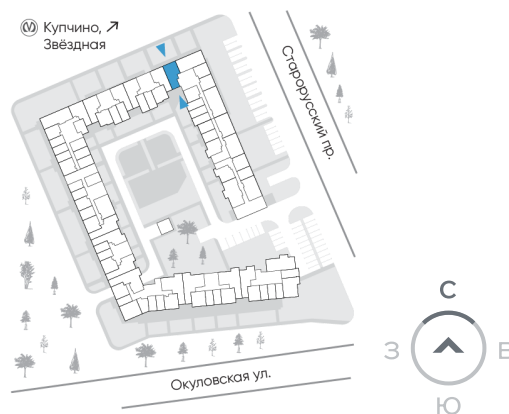 Купчино, ↗
Звёздная
Старорусский пр.
Окуловская ул.
С
З
В
Ю